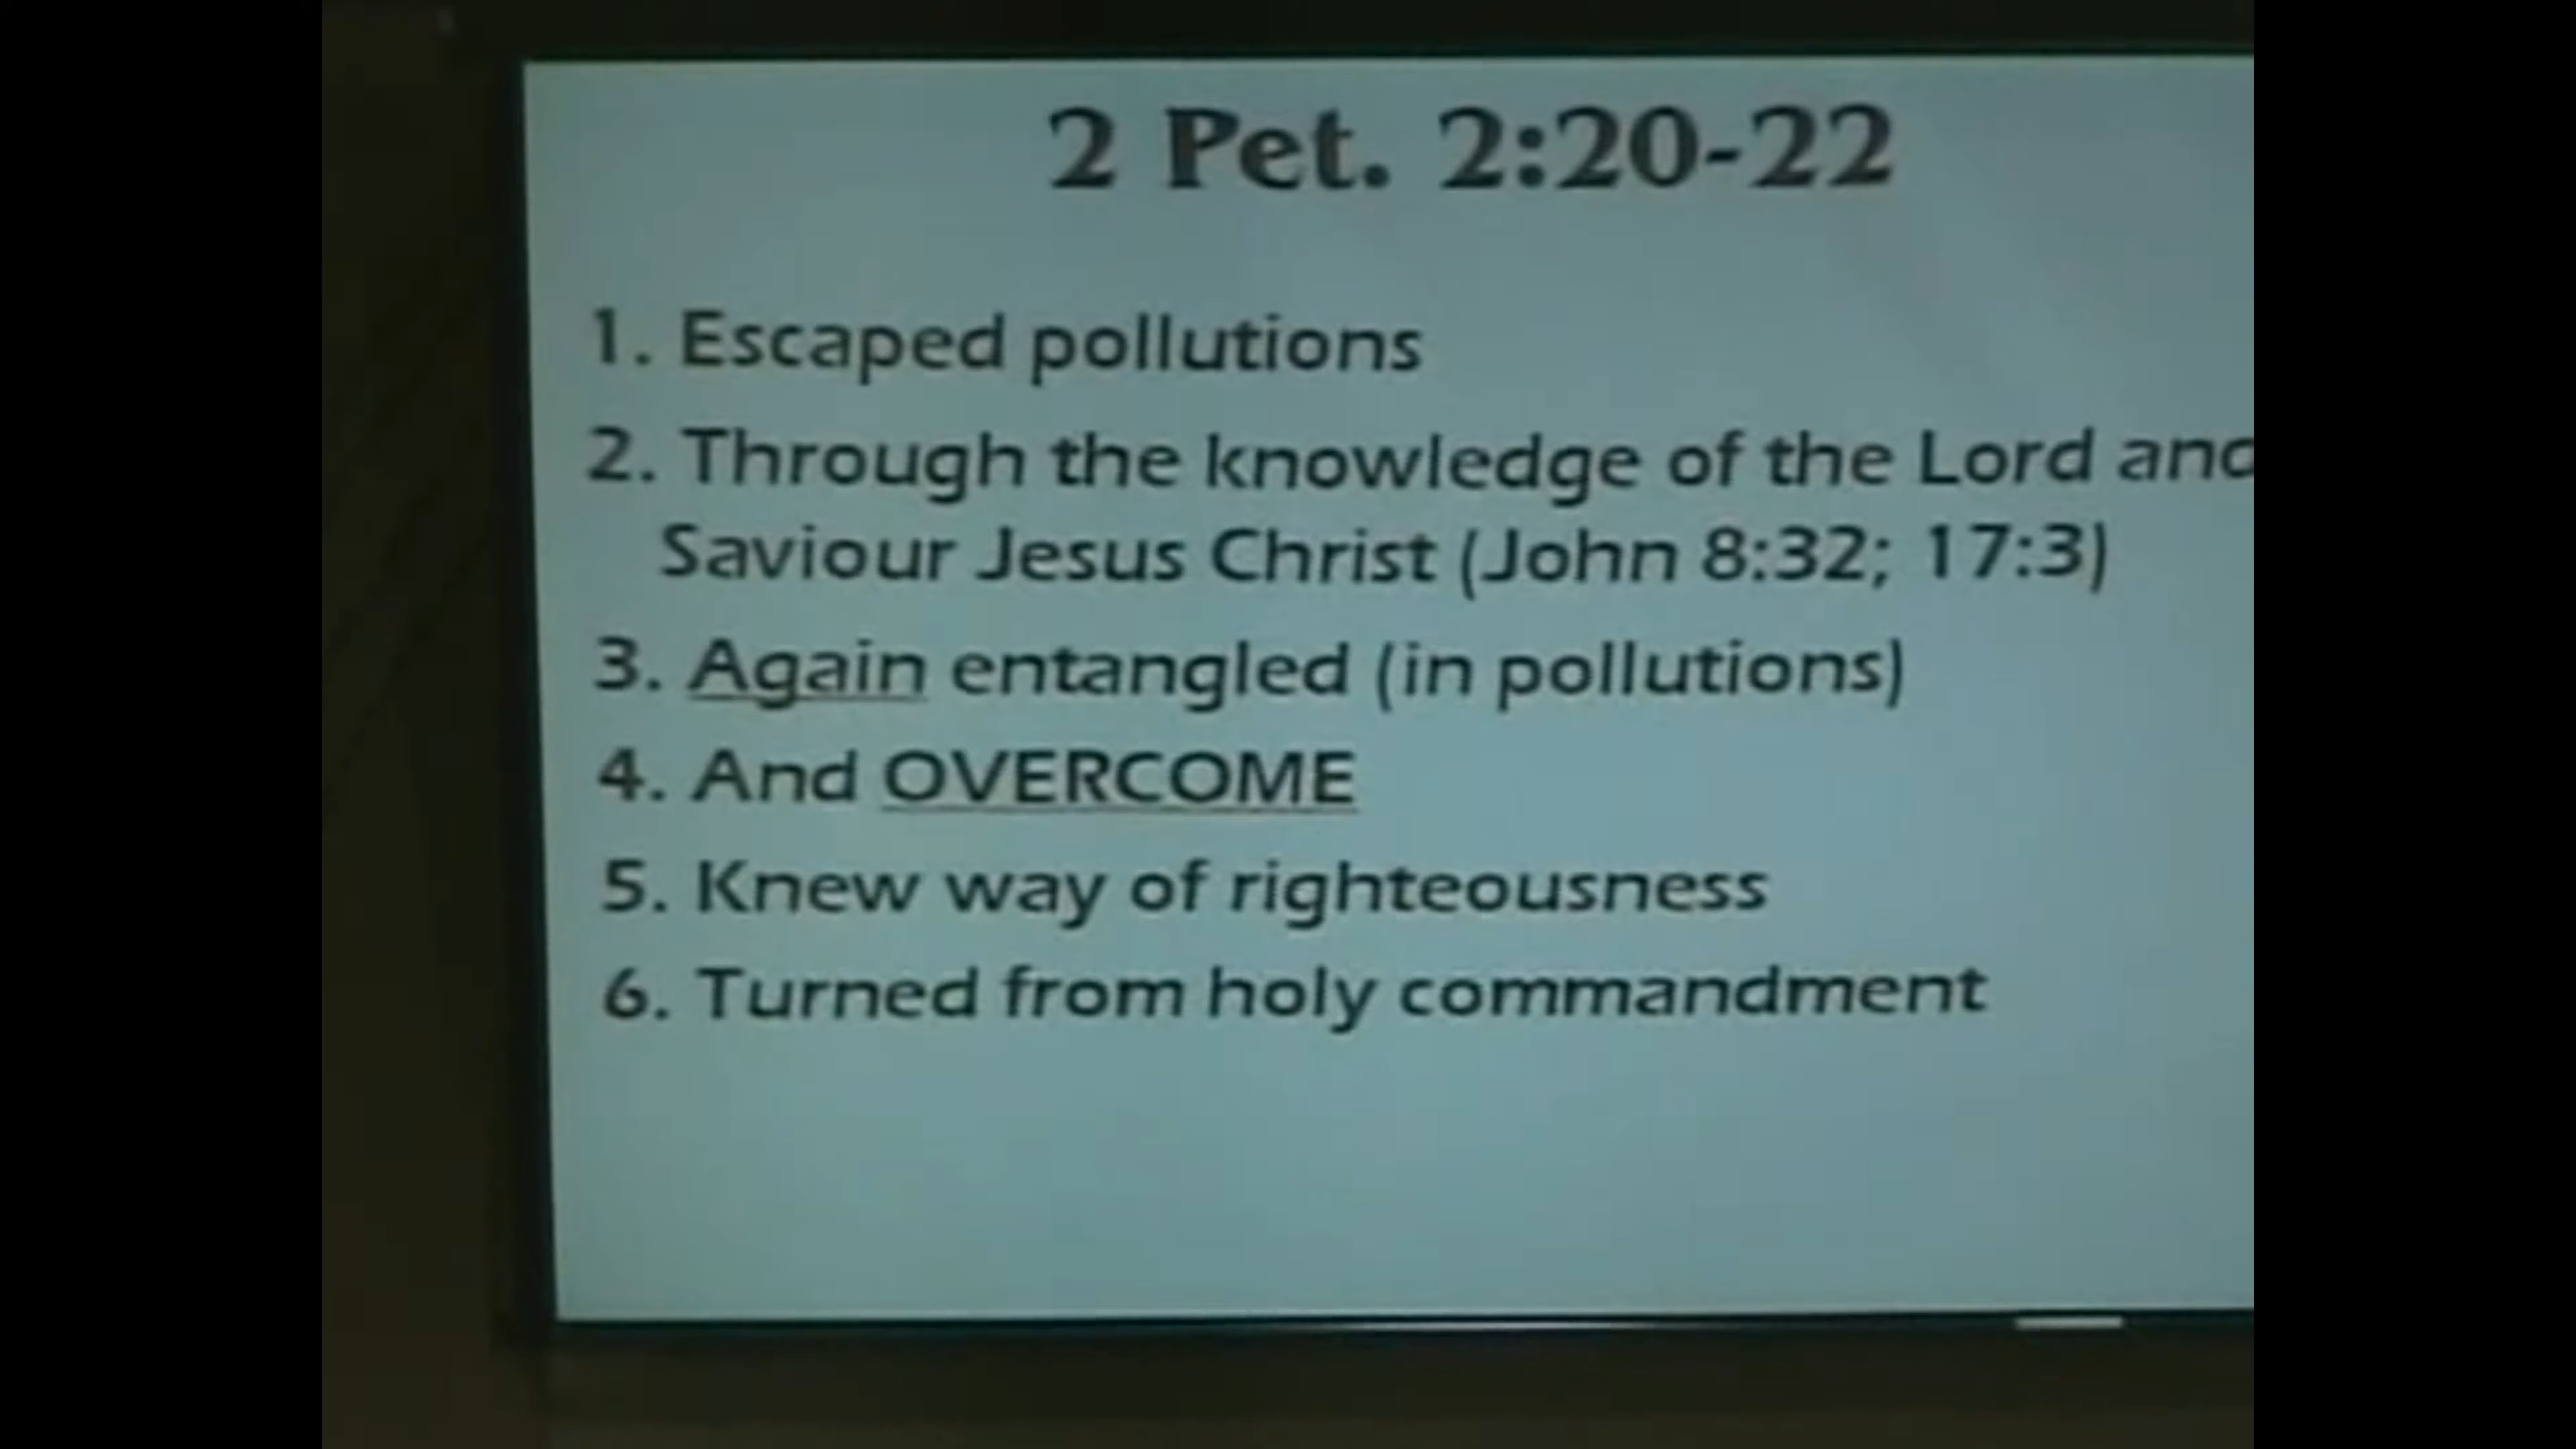 2 Pet. 2:20-22
1. Escaped pollutions
2. Through the knowledge of the Lord and
Saviour Jesus Christ (John 8:32; 17:3)
3. Again entangled (in pollutions)
4. And OVERCOME
5. Knew way of righteousness
6. Turned from holy commandment